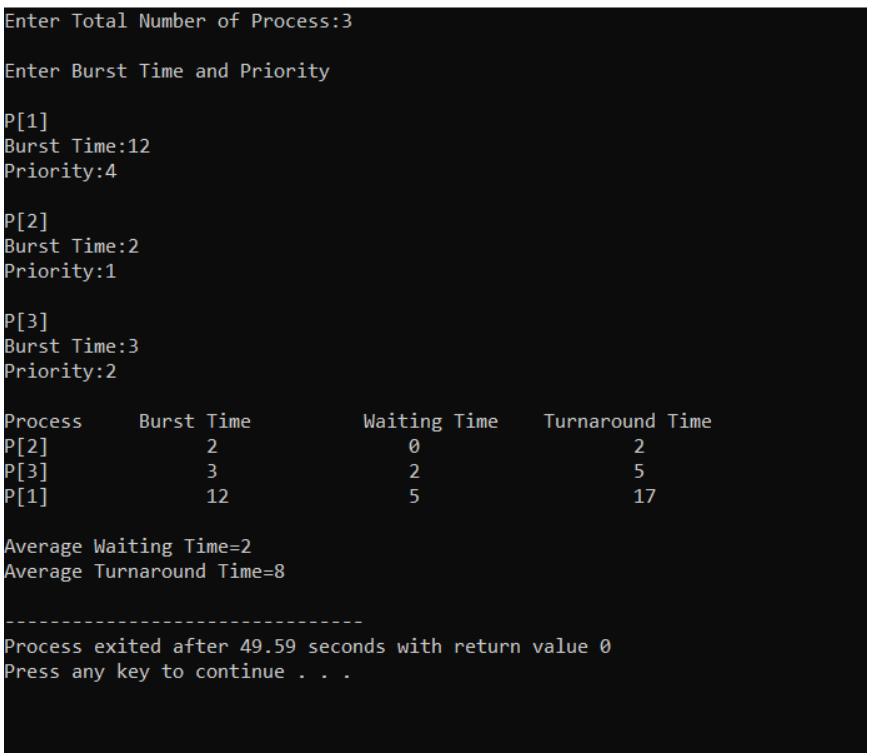 Enter Total Number of Process:3
Enter Burst Time and Priority
P[1]
Burst Time:12
Priority:4
P[2]
Burst Time:2
Priority:1
P[3]
Burst Time:3
Priority:2
Process Burst Time Waiting Time Turnaround Time
P[2] 2 0 2
P[3] 3 2 5
P[1] 12 5 17
Average Waiting Time=2
Average Turnaround Time=8
--------------------------------
Process exited after 49.59 seconds with return value 0
Press any key to continue . . .